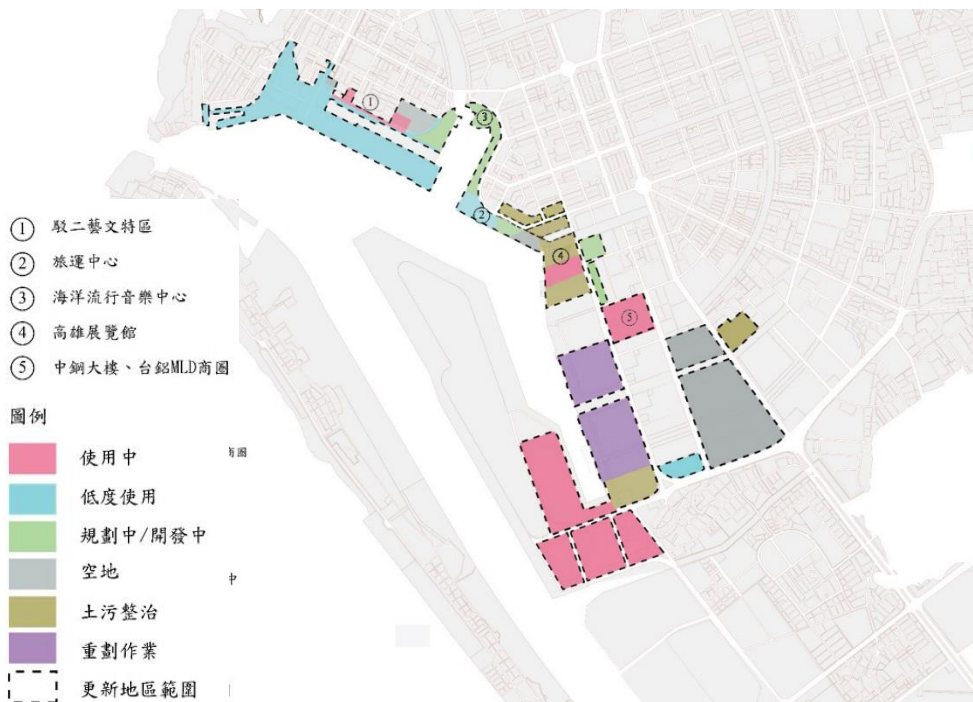 ①
③
②
④
⑤
① 駁二藝文特區
② 旅運中心
③ 海洋流行音樂中心
④ 高雄展覽館
⑤ 中鋼大樓、台鋁MLD商圈
圖例
使用中
商圈
低度使用
規劃中/開發中
空地
中
土污整治
重劃作業
更新地區範圍